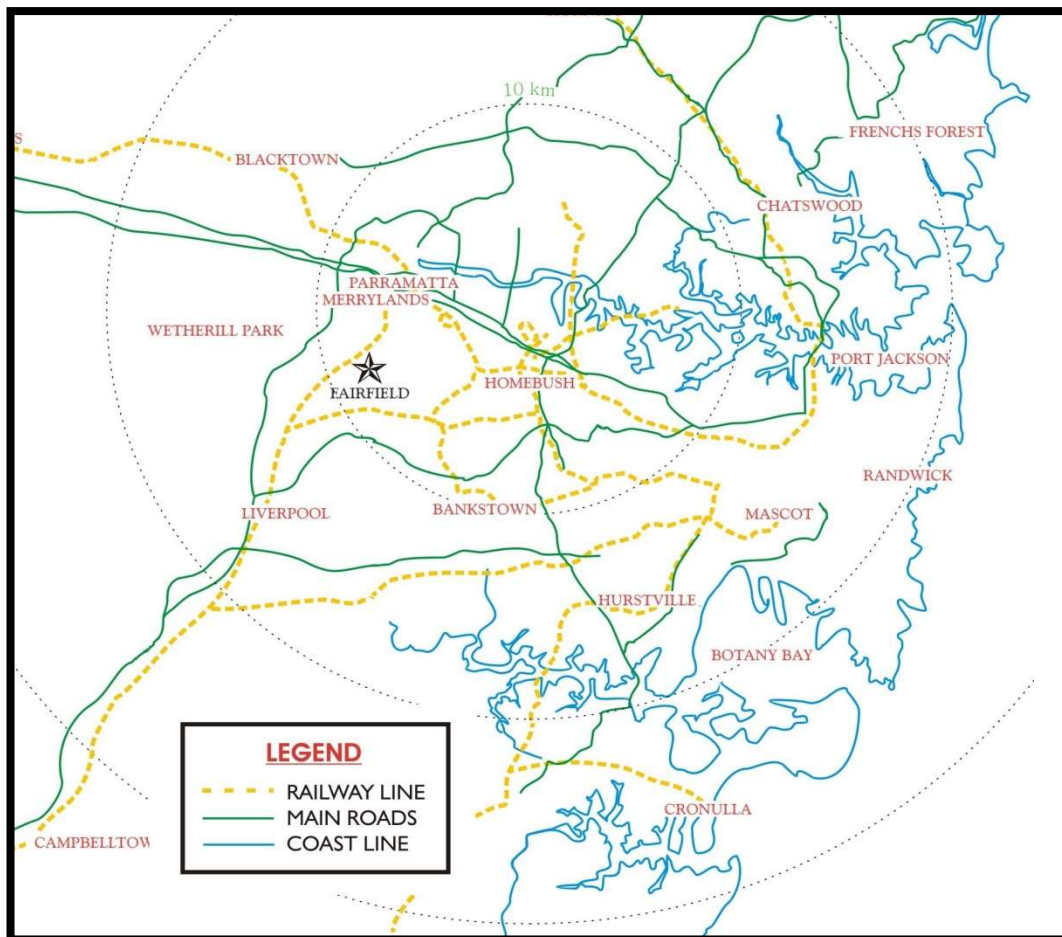 10 km
FRENCHS FOREST
S
BLACKTOWN
CHATSWOOD
PARRAMATTA
MERRYLANDS
WETHERILL PARK
PORT JACKSON
HOMEBUSH
FAIRFIELD
RANDWICK
LIVERPOOL
BANKSTOWN
MASCOT
HURSTVILLE
BOTANY BAY
LEGEND
RAILWAY LINE
MAIN ROADS
COAST LINE
CRONULLA
CAMPBELLTOW